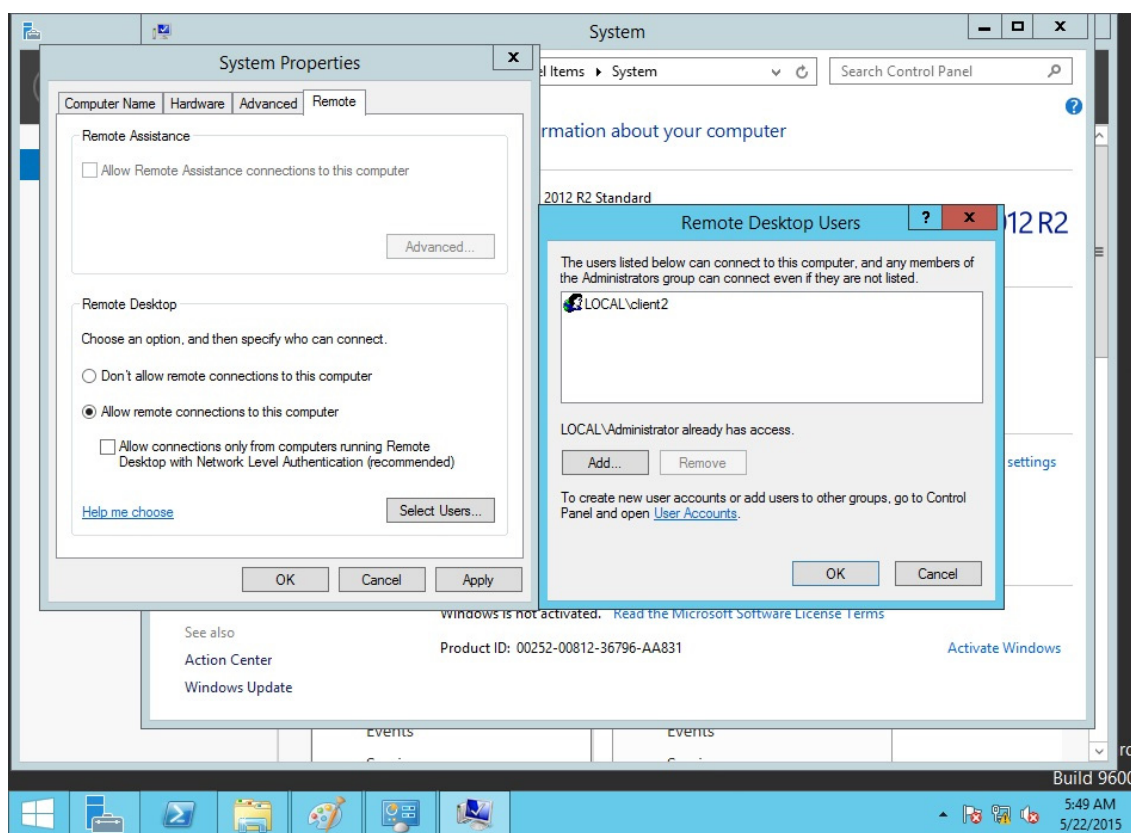 System
System Properties
el Items ▸ System
Search Control Panel
Computer Name
Hardware
Advanced
Remote
rmation about your computer
Remote Assistance
Allow Remote Assistance connections to this computer
Advanced...
2012 R2 Standard
012 R2
Remote Desktop
Choose an option, and then specify who can connect.
Don't allow remote connections to this computer
Allow remote connections to this computer
Allow connections only from computers running Remote
Desktop with Network Level Authentication (recommended)
Help me choose
Select Users...
OK
Cancel
Apply
Remote Desktop Users
The users listed below can connect to this computer, and any members of
the Administrators group can connect even if they are not listed.
LOCAL\client2
LOCAL\Administrator already has access.
Add...
Remove
To create new user accounts or add users to other groups, go to Control
Panel and open User Accounts.
OK
Cancel
settings
Windows is not activated. Read the Microsoft Software License Terms
See also
Action Center
Windows Update
Product ID: 00252-00812-36796-AA831
Activate Windows
Events
Events
Build 9600
5:49 AM
5/22/2015